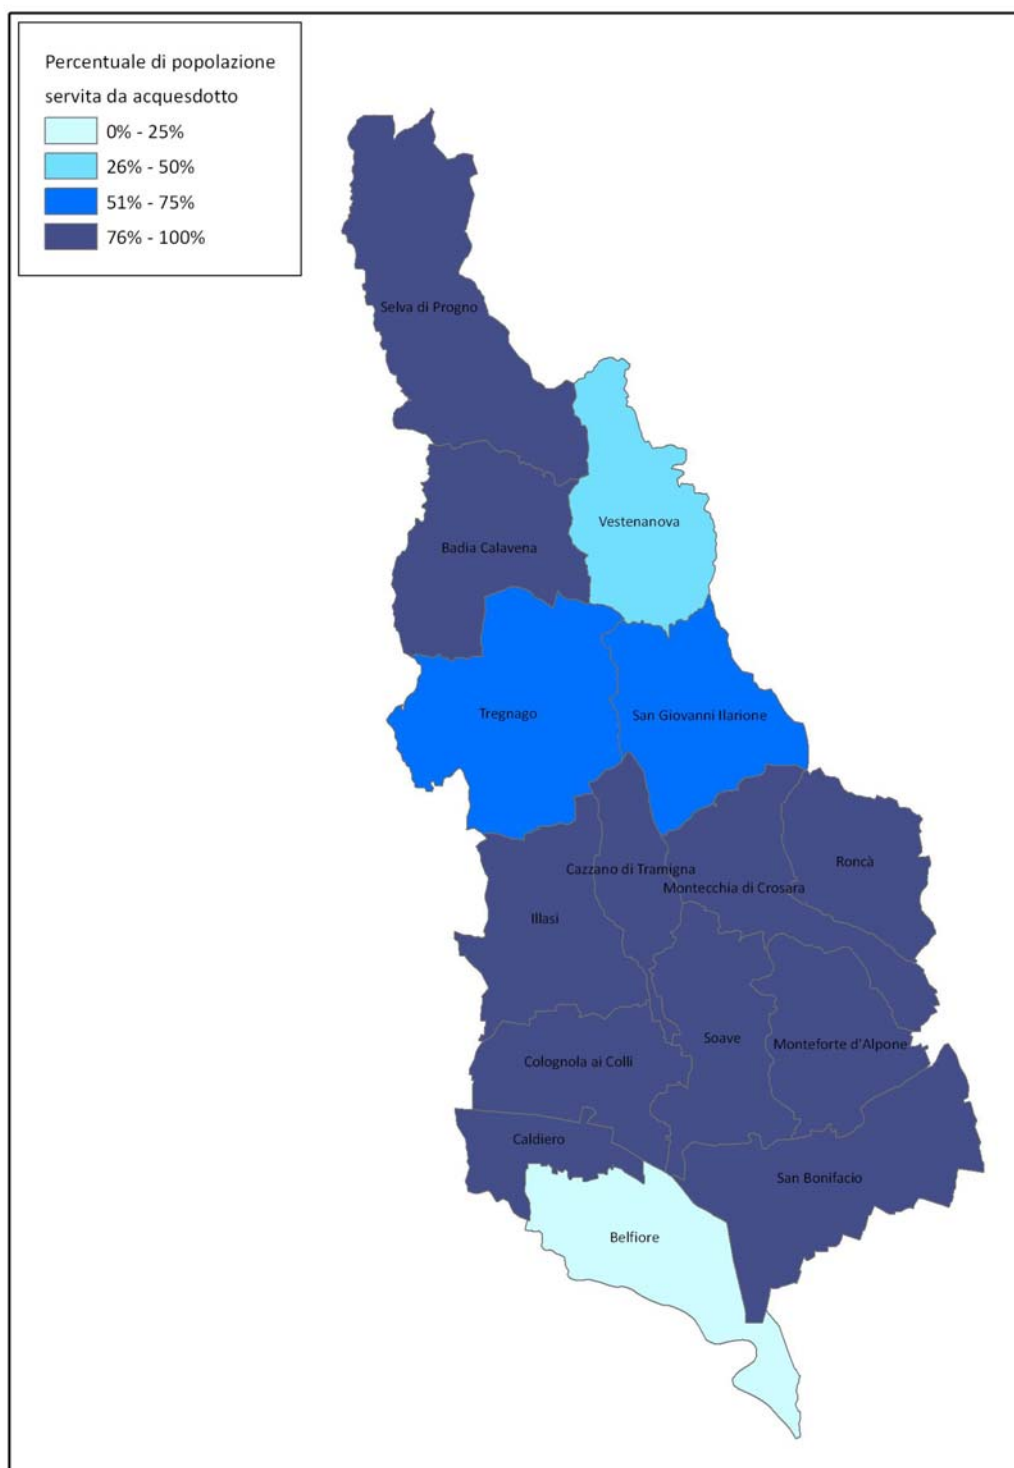 Percentuale di popolazione
servita da acquesdotto
0% - 25%
26% - 50%
51% - 75%
76% - 100%
Selva di Progno
Vestenanova
Badia Calavena
Tregnago
San Giovanni Ilarione
Roncà
Cazzano di Tramigna
Montecchia di Crosara
Illasi
Soave
Monteforte d'Alpone
Colognola ai Colli
Caldiero
San Bonifacio
Belfiore